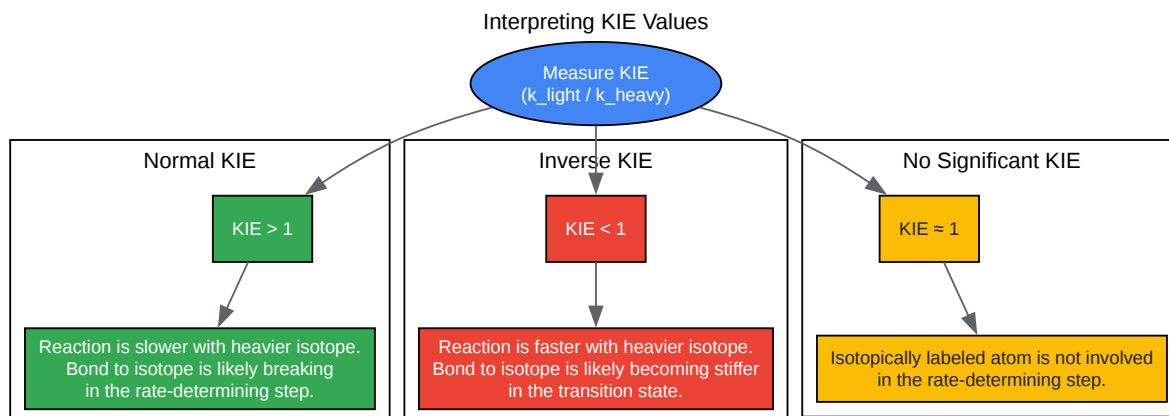 Interpreting KIE Values
Measure KIE
(k_light / k_heavy)
Normal KIE
KIE > 1
Reaction is slower with heavier isotope.
Bond to isotope is likely breaking
in the rate-determining step.
Inverse KIE
KIE < 1
Reaction is faster with heavier isotope.
Bond to isotope is likely becoming stiffer
in the transition state.
No Significant KIE
KIE ≈ 1
Isotopically labeled atom is not involved
in the rate-determining step.